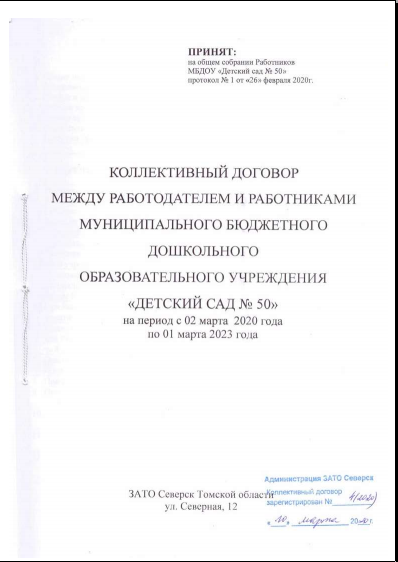 ПРИНЯТ:
на общем собрании Работников
МБДОУ «Детский сад № 50»
протокол № 1 от «26» февраля 2020г.
КОЛЛЕКТИВНЫЙ ДОГОВОР
МЕЖДУ РАБОТОДАТЕЛЕМ И РАБОТНИКАМИ
МУНИЦИПАЛЬНОГО БЮДЖЕТНОГО
ДОШКОЛЬНОГО
ОБРАЗОВАТЕЛЬНОГО УЧРЕЖДЕНИЯ
«ДЕТСКИЙ САД № 50»
на период с 02 марта 2020 года
по 01 марта 2023 года
Администрация ЗАТО Северск
Коллективный договор
зарегистрирован № 4/2020
«10» марта 2020 г.
ЗАТО Северск Томской области
ул. Северная, 12